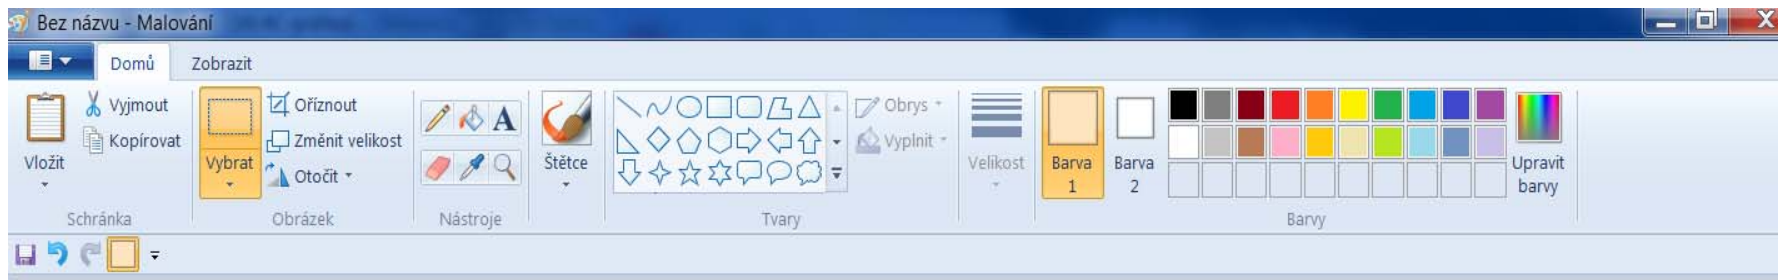 Bez názvu - Malování
Domů
Zobrazit
Vložit
Vyjmout
Kopírovat
Schránka
Vybrat
Oříznout
Změnit velikost
Otočit
Obrázek
A
Nástroje
Štětce
Obrys
Vyplnit
Tvary
Velikost
Barva
1
Barva
2
Upravit
barvy
Barvy